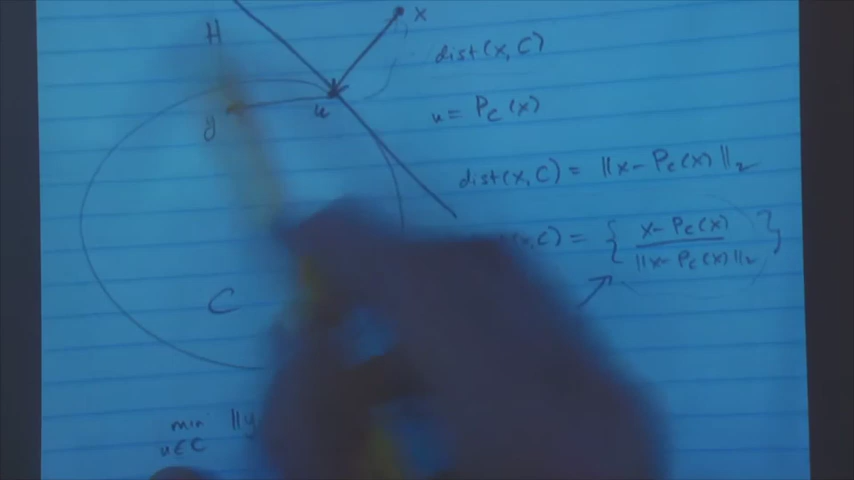 H
x
dist(x, C)
y
u
u = P_C(x)
dist(x, C) = ||x - P_C(x)||_2
(x, C) = { x - P_C(x) / ||x - P_C(x)||_2 }
C
min ||y
u∈C